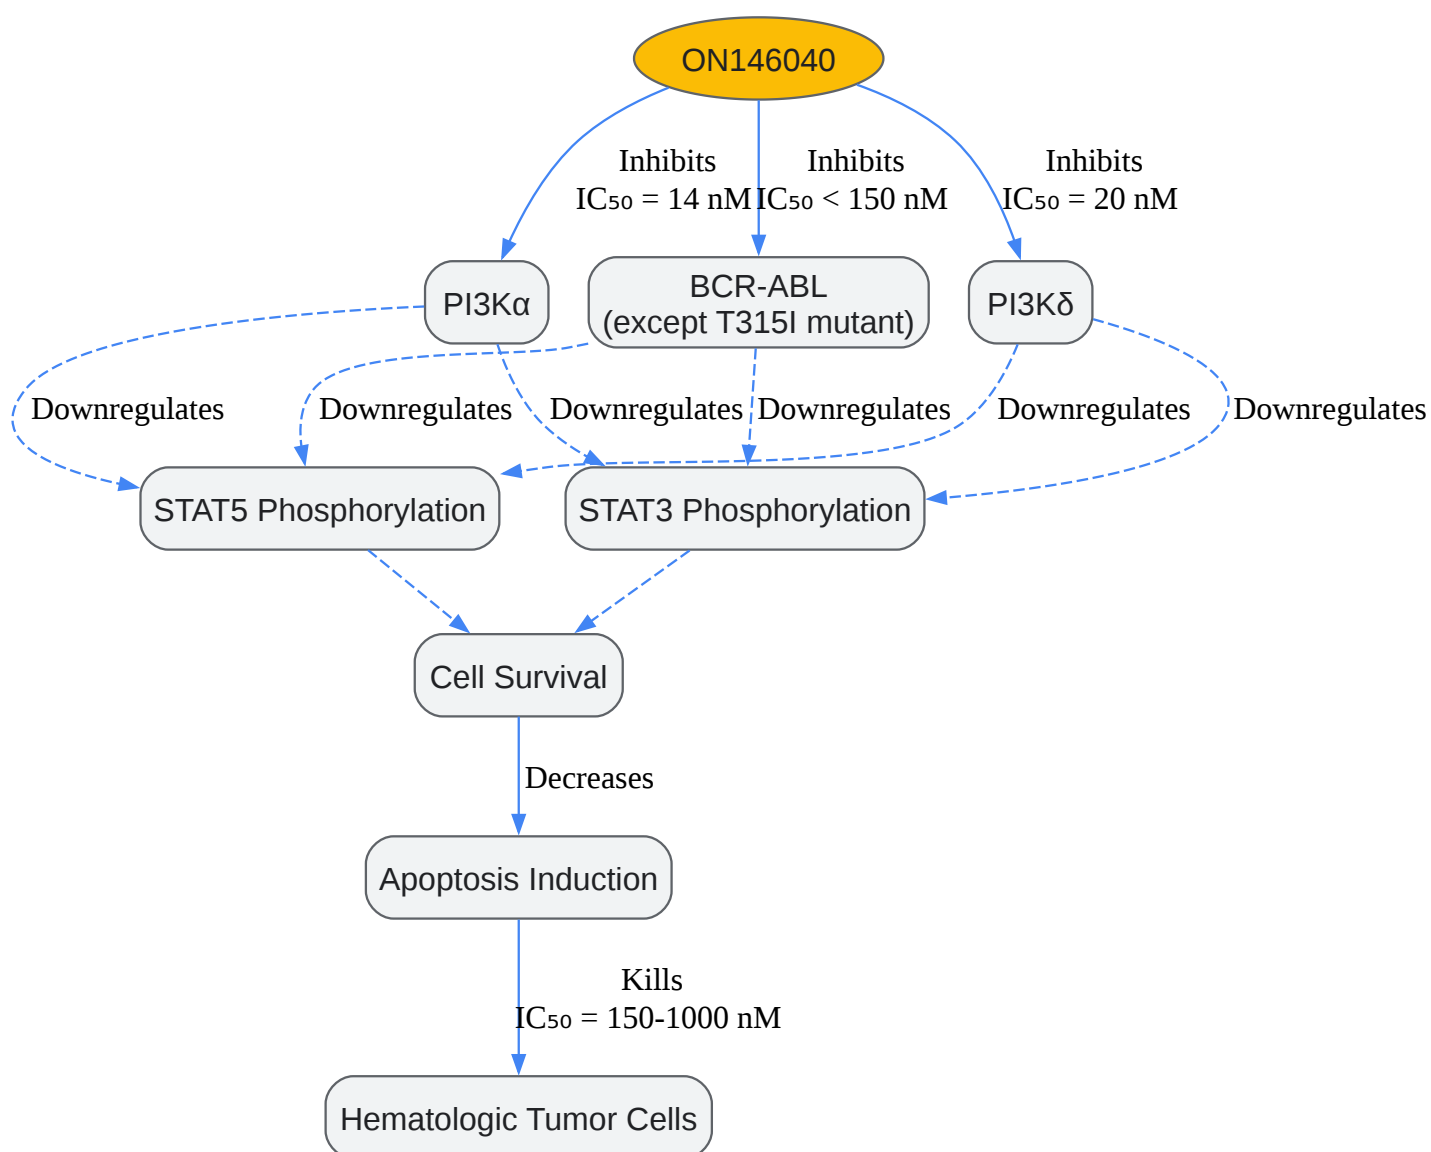 ON146040
Inhibits
IC₅₀ = 14 nM
Inhibits
IC₅₀ < 150 nM
Inhibits
IC₅₀ = 20 nM
PI3Kα
BCR-ABL
(except T315I mutant)
PI3Kδ
Downregulates
Downregulates
Downregulates
Downregulates
Downregulates
Downregulates
STAT5 Phosphorylation
STAT3 Phosphorylation
Cell Survival
Decreases
Apoptosis Induction
Kills
IC₅₀ = 150-1000 nM
Hematologic Tumor Cells